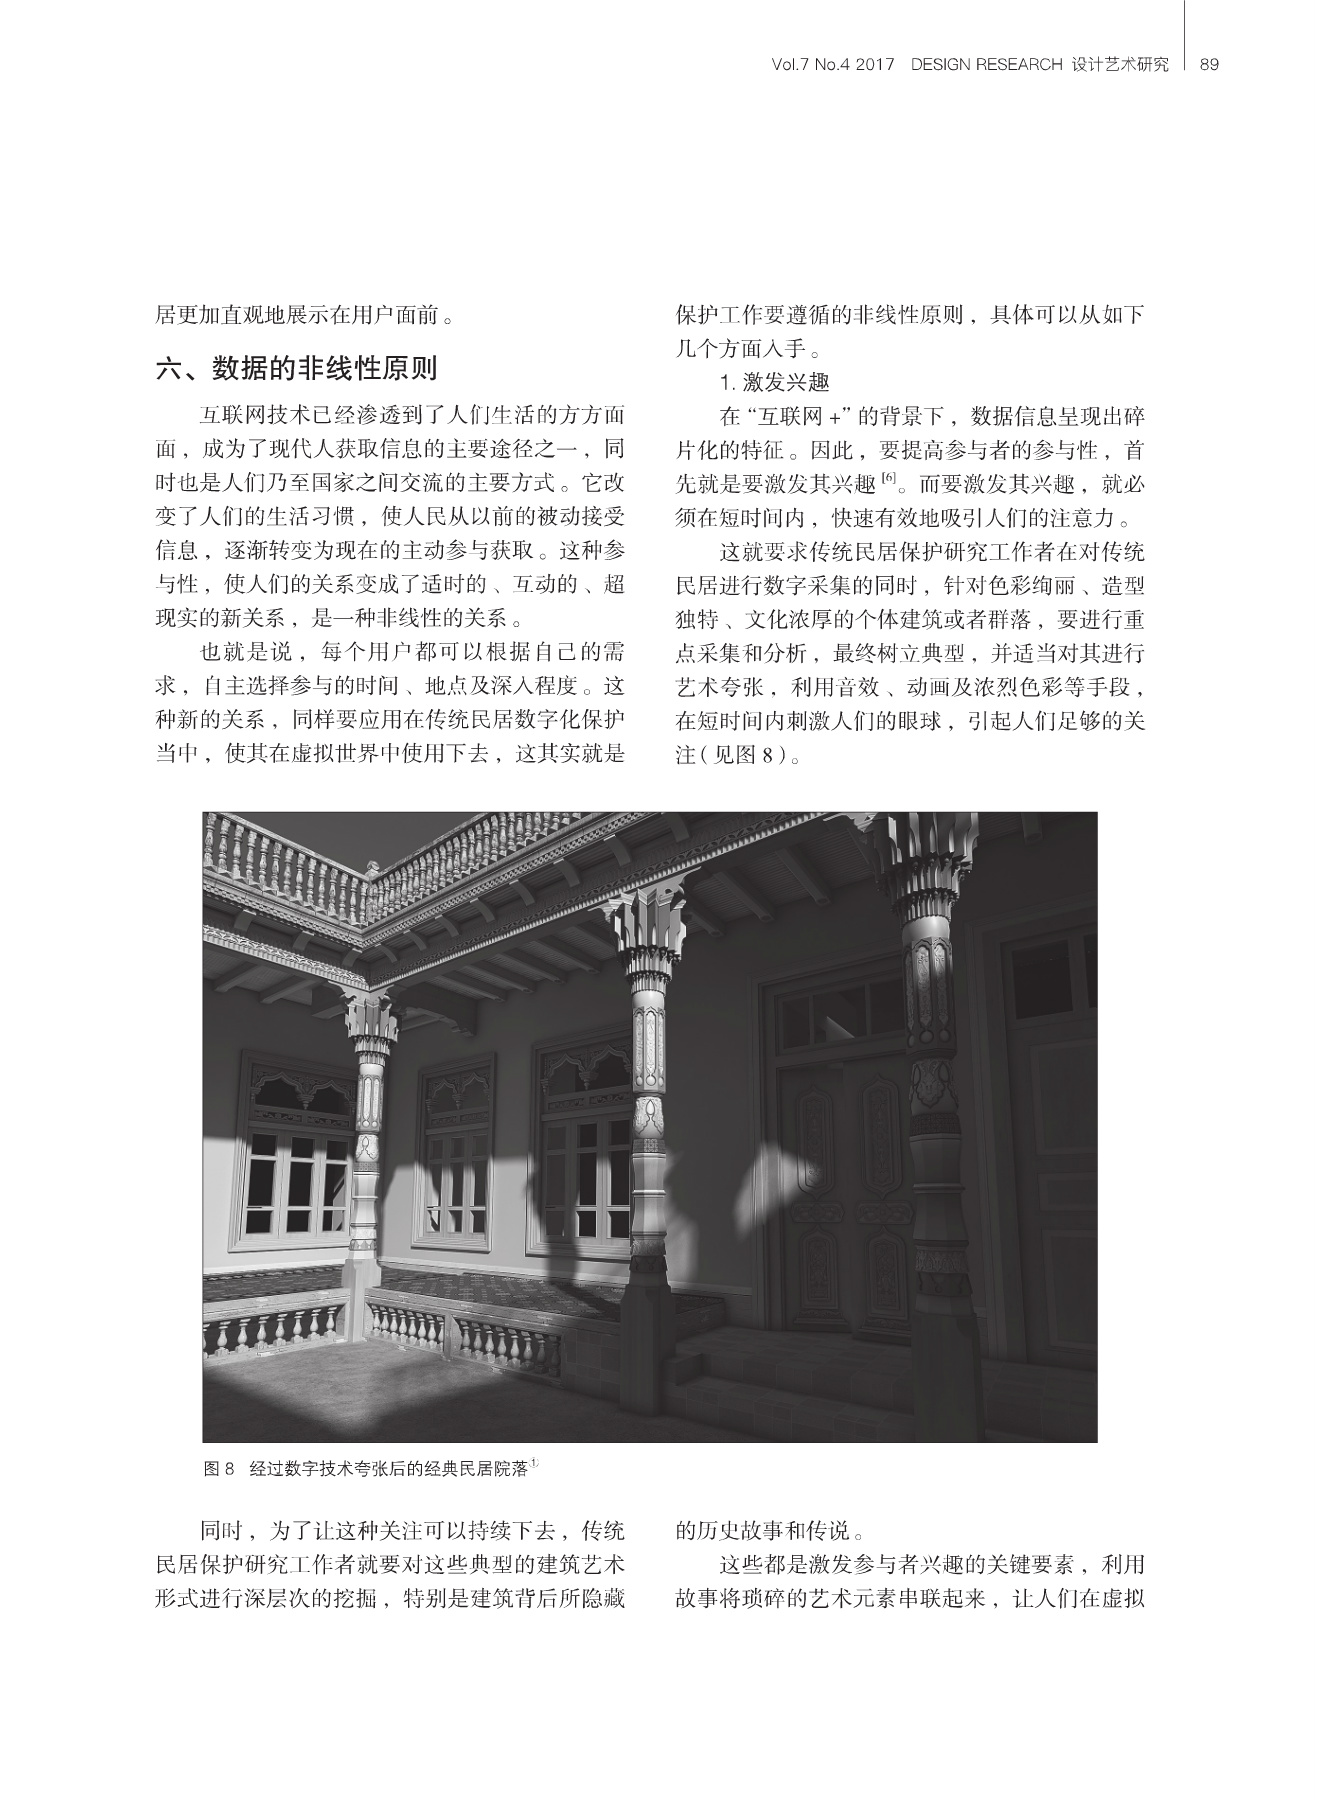 Vol.7 No.4 2017 DESIGN RESEARCH 设计艺术研究 89
居更加直观地展示在用户面前。
六、数据的非线性原则
互联网技术已经渗透到了人们生活的方方面
面，成为了现代人获取信息的主要途径之一，同
时也是人们乃至国家之间交流的主要方式。它改
变了人们的生活习惯，使人民从以前的被动接受
信息，逐渐转变为现在的主动参与获取。这种参
与性，使人们的关系变成了适时的、互动的、超
现实的新关系，是一种非线性的关系。
也就是说，每个用户都可以根据自己的需
求，自主选择参与的时间、地点及深入程度。这
种新的关系，同样要应用在传统民居数字化保护
当中，使其在虚拟世界中使用下去，这其实就是
保护工作要遵循的非线性原则，具体可以从如下
几个方面入手。
1. 激发兴趣
在“互联网+”的背景下，数据信息呈现出碎
片化的特征。因此，要提高参与者的参与性，首
先就是要激发其兴趣[6]。而要激发其兴趣，就必
须在短时间内，快速有效地吸引人们的注意力。
这就要求传统民居保护研究工作者在对传统
民居进行数字采集的同时，针对色彩绚丽、造型
独特、文化浓厚的个体建筑或者群落，要进行重
点采集和分析，最终树立典型，并适当对其进行
艺术夸张，利用音效、动画及浓烈色彩等手段，
在短时间内刺激人们的眼球，引起人们足够的关
注(见图8)。
图8 经过数字技术夸张后的经典民居院落①
同时，为了让这种关注可以持续下去，传统
民居保护研究工作者就要对这些典型的建筑艺术
形式进行深层次的挖掘，特别是建筑背后所隐藏
的历史故事和传说。
这些都是激发参与者兴趣的关键要素，利用
故事将琐碎的艺术元素串联起来，让人们在虚拟